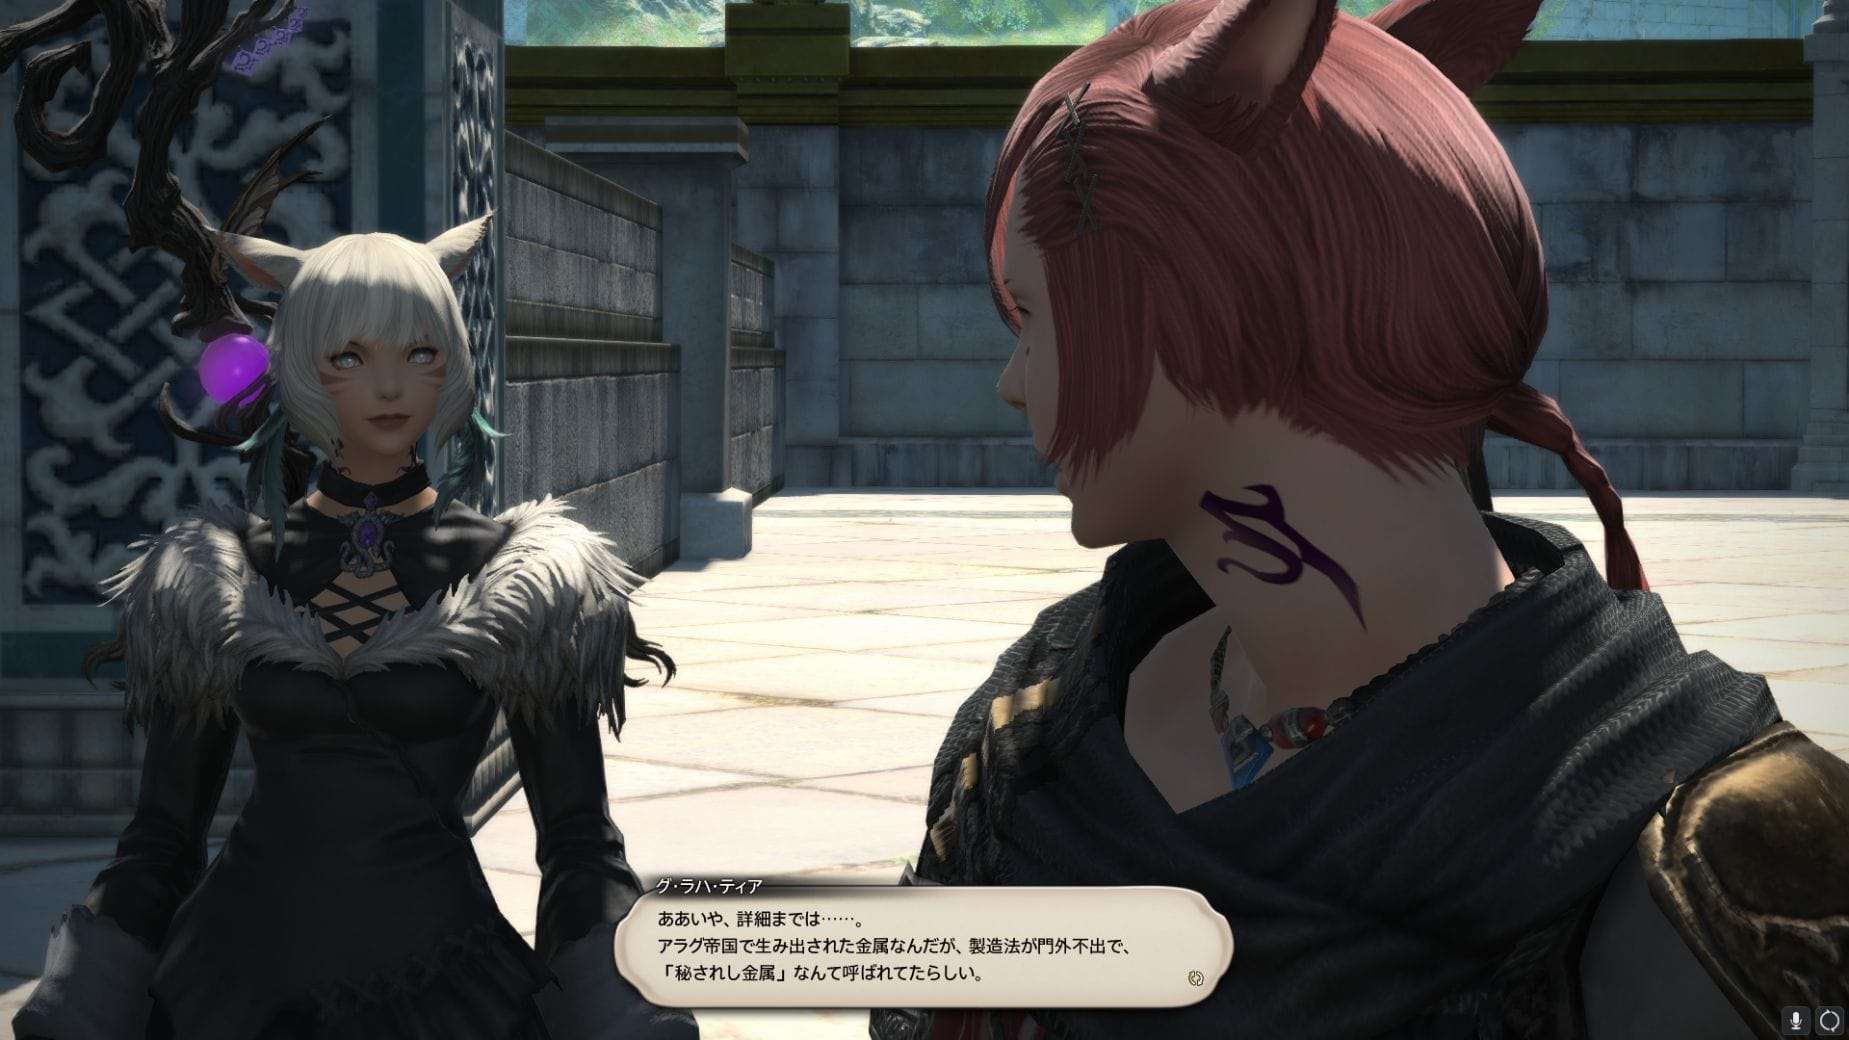 グ・ラハ・ティア
ああいや、詳細までは……。
アラグ帝国で生み出された金属なんだが、製造法が門外不出で、
「秘されし金属」なんて呼ばれてたらしい。